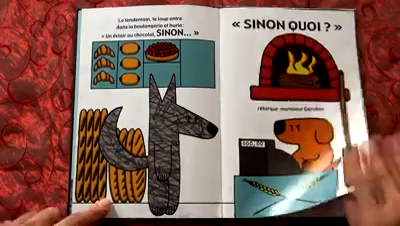 Le lendemain, le loup entre
dans la boulangerie et hurle :
« Un éclair au chocolat, SINON... »
« SINON QUOI ? »
rétorque monsieur